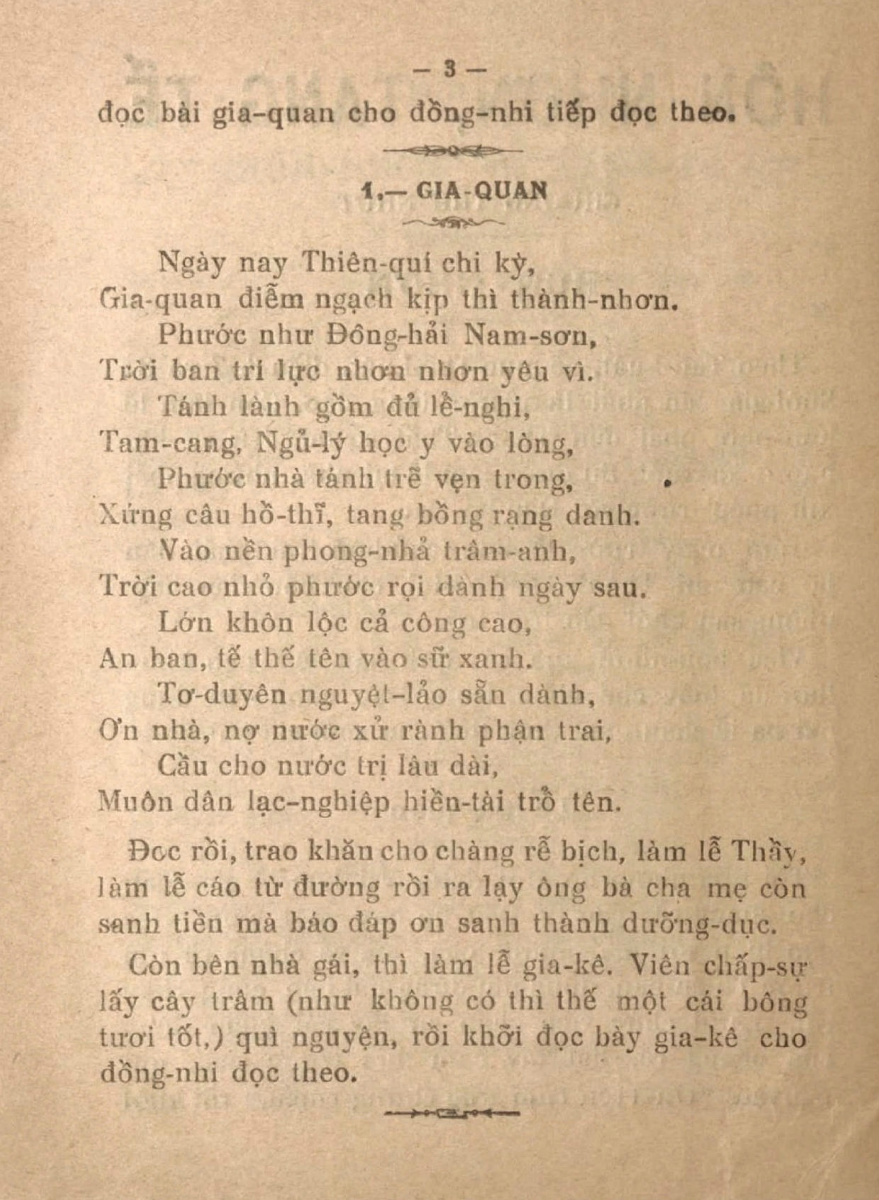 — 3 —
đọc bài gia-quan cho đồng-nhi tiếp đọc theo.
1,— GIA-QUAN
Ngày nay Thiên-quí chi kỳ,
Gia-quan điểm ngạch kịp thì thành-nhơn.
Phước như Đông-hải Nam-sơn,
Trời ban trí lực nhơn nhơn yêu vì.
Tánh lành gồm đủ lễ-nghi,
Tam-cang, Ngũ-lý học y vào lòng,
Phước nhà tánh trẽ vẹn trong,
Xứng câu hồ-thĩ, tang bồng rạng danh.
Vào nền phong-nhả trâm-anh,
Trời cao nhỏ phước rọi dành ngày sau.
Lớn khôn lộc cả công cao,
An ban, tế thế tên vào sữ xanh.
Tơ-duyên nguyệt-lảo sẵn dành,
Ơn nhà, nợ nước xử rành phận trai,
Cầu cho nước trị lâu dài,
Muôn dân lạc-nghiệp hiền-tài trổ tên.
Đọc rồi, trao khăn cho chàng rễ bịch, làm lễ Thầy,
làm lễ cáo từ đường rồi ra lạy ông bà cha mẹ còn
sanh tiền mà báo đáp ơn sanh thành dưỡng-dục.
Còn bên nhà gái, thì làm lễ gia-kê. Viên chấp-sự
lấy cây trâm (như không có thì thế một cái bông
tươi tốt,) quì nguyện, rồi khỡi đọc bày gia-kê cho
đồng-nhi đọc theo.